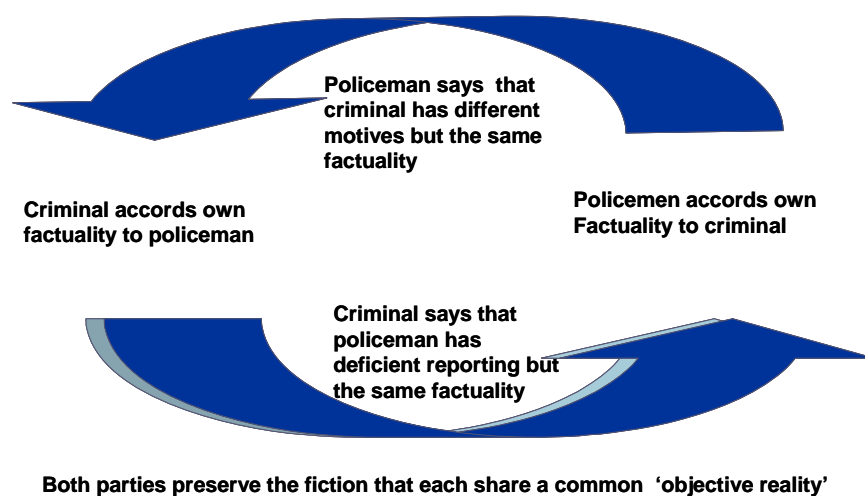 Policeman says that
criminal has different
motives but the same
factuality
Criminal accords own
factuality to policeman
Policemen accords own
Factuality to criminal
Criminal says that
policeman has
deficient reporting but
the same factuality
Both parties preserve the fiction that each share a common ‘objective reality’